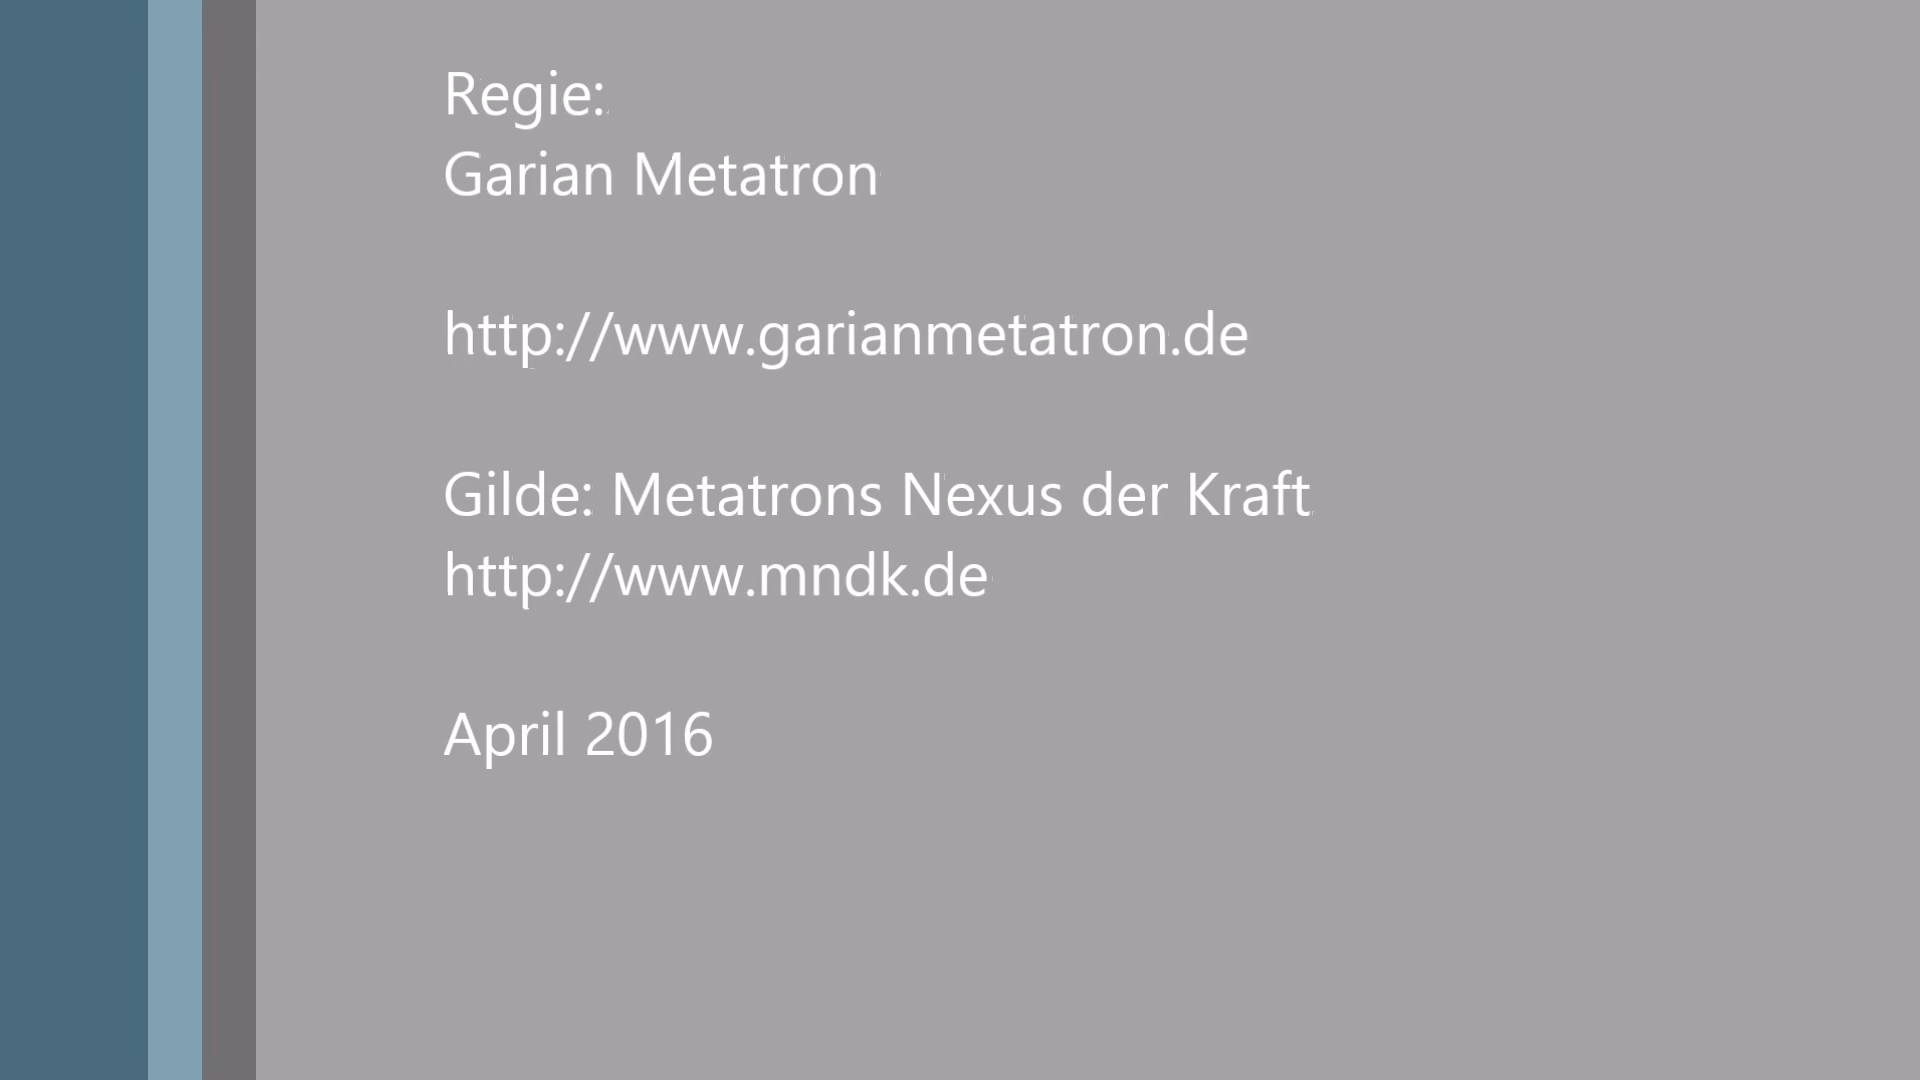 Regie:
Garian Metatron
http://www.garianmetatron.de
Gilde: Metatrons Nexus der Kraft
http://www.mndk.de
April 2016